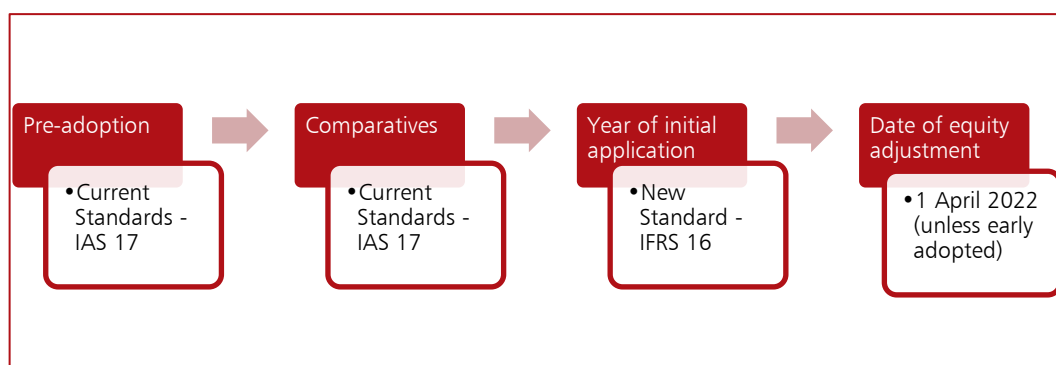 Pre-adoption
•Current
Standards -
IAS 17
Comparatives
•Current
Standards -
IAS 17
Year of initial
application
•New
Standard -
IFRS 16
Date of equity
adjustment
•1 April 2022
(unless early
adopted)